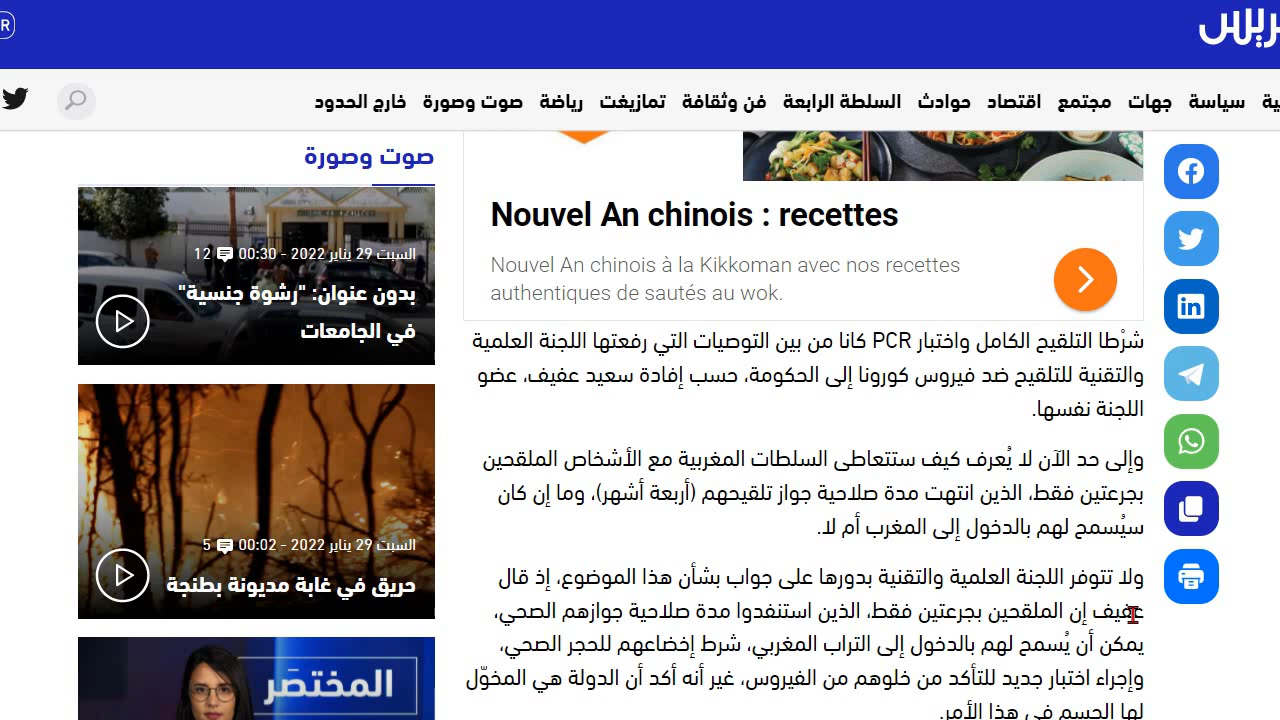 R
سياسة جهات مجتمع اقتصاد حوادث السلطة الرابعة فن وثقافة تمازيغت رياضة صوت وصورة خارج الحدود
Nouvel An chinois : recettes
Nouvel An chinois à la Kikkoman avec nos recettes
authentiques de sautés au wok.
شرْطا التلقيح الكامل واختبار PCR كانا من بين التوصيات التي رفعتها اللجنة العلمية
والتقنية للتلقيح ضد فيروس كورونا إلى الحكومة، حسب إفادة سعيد عفيف، عضو
اللجنة نفسها.
وإلى حد الآن لا يُعرف كيف ستتعاطى السلطات المغربية مع الأشخاص الملقحين
بجرعتين فقط، الذين انتهت مدة صلاحية جواز تلقيحهم (أربعة أشهر)، وما إن كان
سيُسمح لهم بالدخول إلى المغرب أم لا.
ولا تتوفر اللجنة العلمية والتقنية بدورها على جواب بشأن هذا الموضوع، إذ قال
عفيف إن الملقحين بجرعتين فقط، الذين استنفدوا مدة صلاحية جوازهم الصحي،
يمكن أن يُسمح لهم بالدخول إلى التراب المغربي، شرط إخضاعهم للحجر الصحي،
وإجراء اختبار جديد للتأكد من خلوهم من الفيروس، غير أنه أكد أن الدولة هي المخوّل
لها الحسم في هذا الأمر.
صوت وصورة
السبت 29 يناير 2022 - 00:30 12
بدون عنوان: "رشوة جنسية"
في الجامعات
السبت 29 يناير 2022 - 00:02 5
حريق في غابة مديونة بطنجة
المختصر